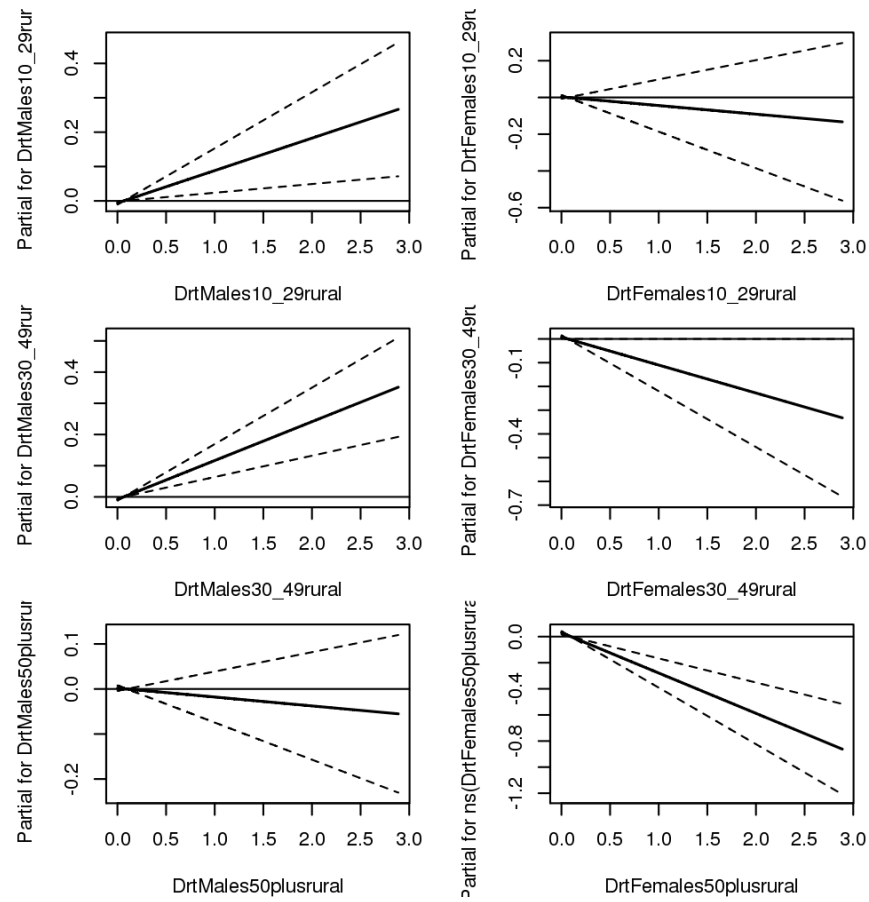 Partial for DrtMales10_29rur
0.0 0.2 0.4
0.0 0.5 1.0 1.5 2.0 2.5 3.0
DrtMales10_29rural
Partial for DrtFemales10_29ru
-0.6 -0.2 0.2
0.0 0.5 1.0 1.5 2.0 2.5 3.0
DrtFemales10_29rural
Partial for DrtMales30_49rur
0.0 0.2 0.4
0.0 0.5 1.0 1.5 2.0 2.5 3.0
DrtMales30_49rural
Partial for DrtFemales30_49ru
-0.7 -0.4 -0.1
0.0 0.5 1.0 1.5 2.0 2.5 3.0
DrtFemales30_49rural
Partial for DrtMales50plusrur
-0.2 0.0 0.1
0.0 0.5 1.0 1.5 2.0 2.5 3.0
DrtMales50plusrural
Partial for ns(DrtFemales50plusrura
-1.2 -0.8 -0.4 0.0
0.0 0.5 1.0 1.5 2.0 2.5 3.0
DrtFemales50plusrural